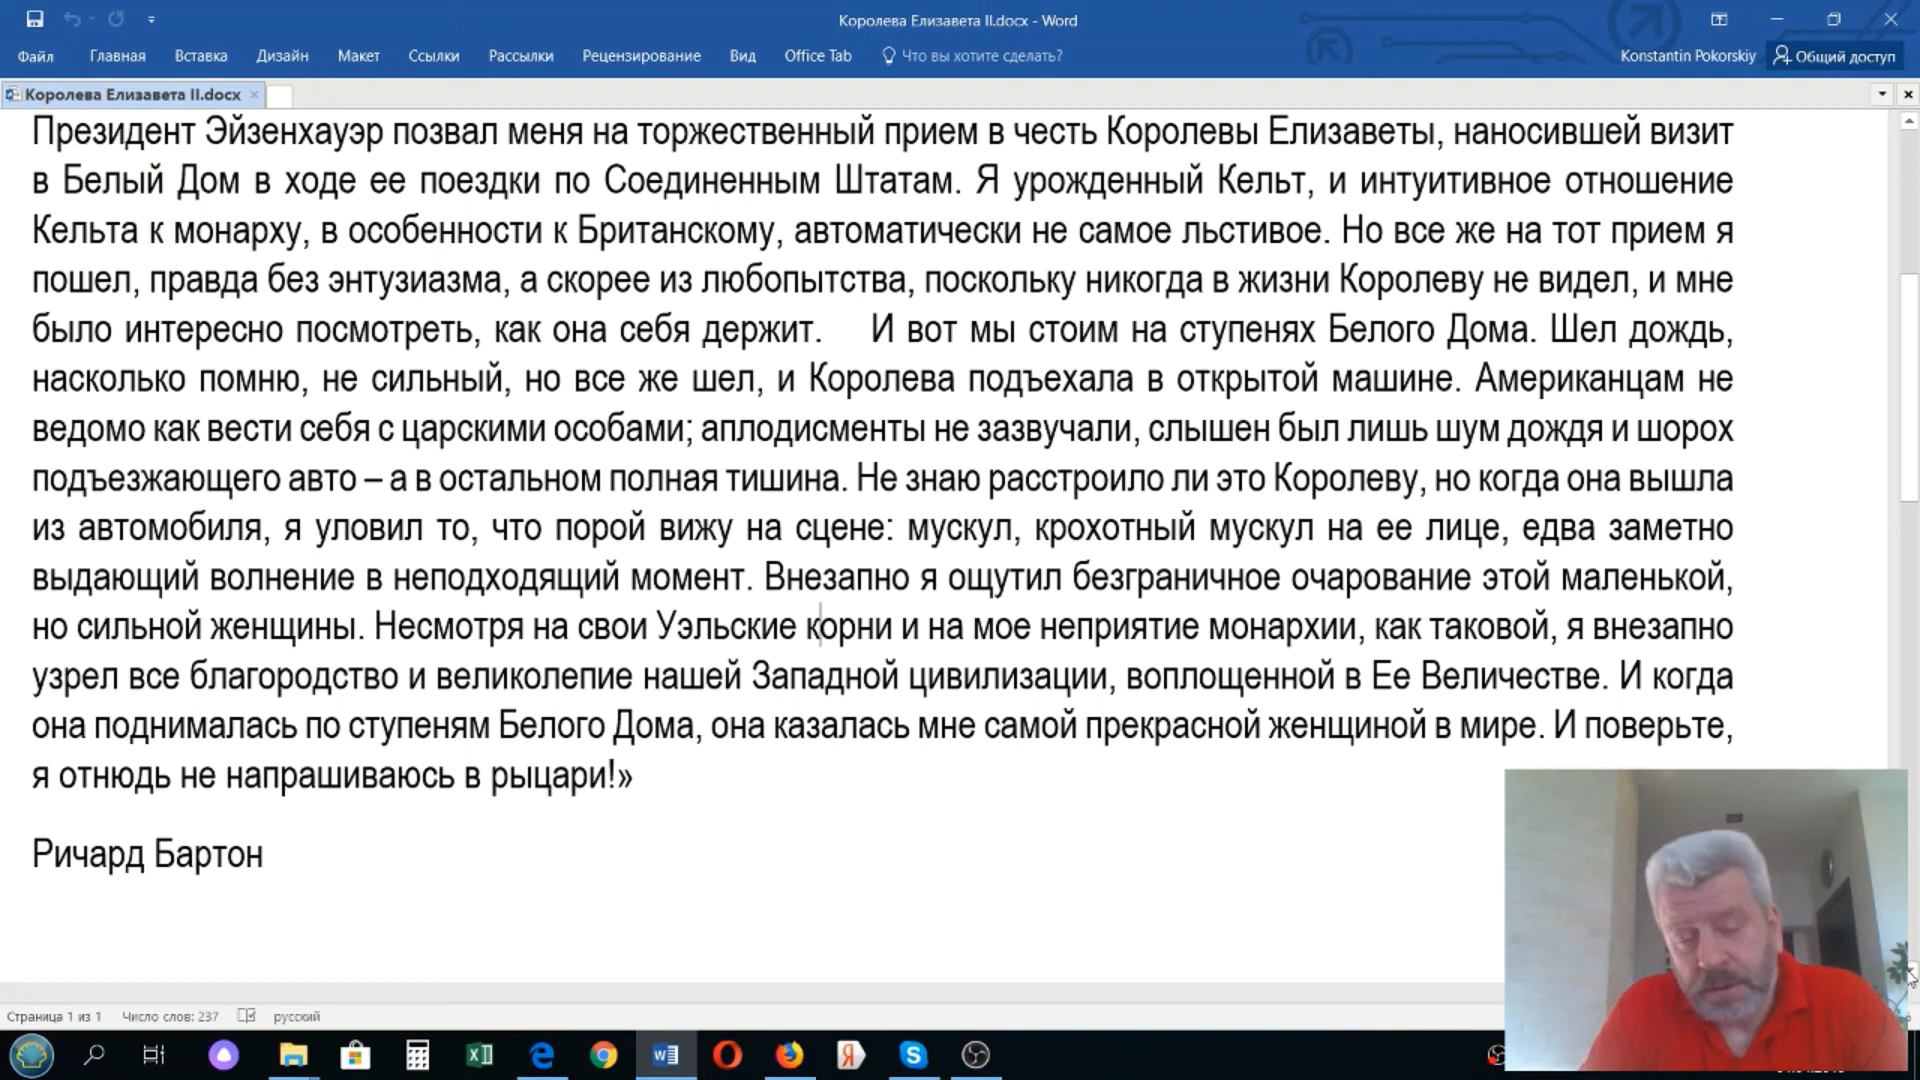 Королева Елизавета II.docx - Word
Файл Главная Вставка Дизайн Макет Ссылки Рассылки Рецензирование Вид Office Tab Что вы хотите сделать? Konstantin Pokorskiy Общий доступ
Королева Елизавета II.docx
Президент Эйзенхауэр позвал меня на торжественный прием в честь Королевы Елизаветы, наносившей визит
в Белый Дом в ходе ее поездки по Соединенным Штатам. Я урожденный Кельт, и интуитивное отношение
Кельта к монарху, в особенности к Британскому, автоматически не самое льстивое. Но все же на тот прием я
пошел, правда без энтузиазма, а скорее из любопытства, поскольку никогда в жизни Королеву не видел, и мне
было интересно посмотреть, как она себя держит. И вот мы стоим на ступенях Белого Дома. Шел дождь,
насколько помню, не сильный, но все же шел, и Королева подъехала в открытой машине. Американцам не
ведомо как вести себя с царскими особами; аплодисменты не зазвучали, слышен был лишь шум дождя и шорох
подъезжающего авто – а в остальном полная тишина. Не знаю расстроило ли это Королеву, но когда она вышла
из автомобиля, я уловил то, что порой вижу на сцене: мускул, крохотный мускул на ее лице, едва заметно
выдающий волнение в неподходящий момент. Внезапно я ощутил безграничное очарование этой маленькой,
но сильной женщины. Несмотря на свои Уэльские корни и на мое неприятие монархии, как таковой, я внезапно
узрел все благородство и великолепие нашей Западной цивилизации, воплощенной в Ее Величестве. И когда
она поднималась по ступеням Белого Дома, она казалась мне самой прекрасной женщиной в мире. И поверьте,
я отнюдь не напрашиваюсь в рыцари!»
Ричард Бартон
Страница 1 из 1 Число слов: 237 русский